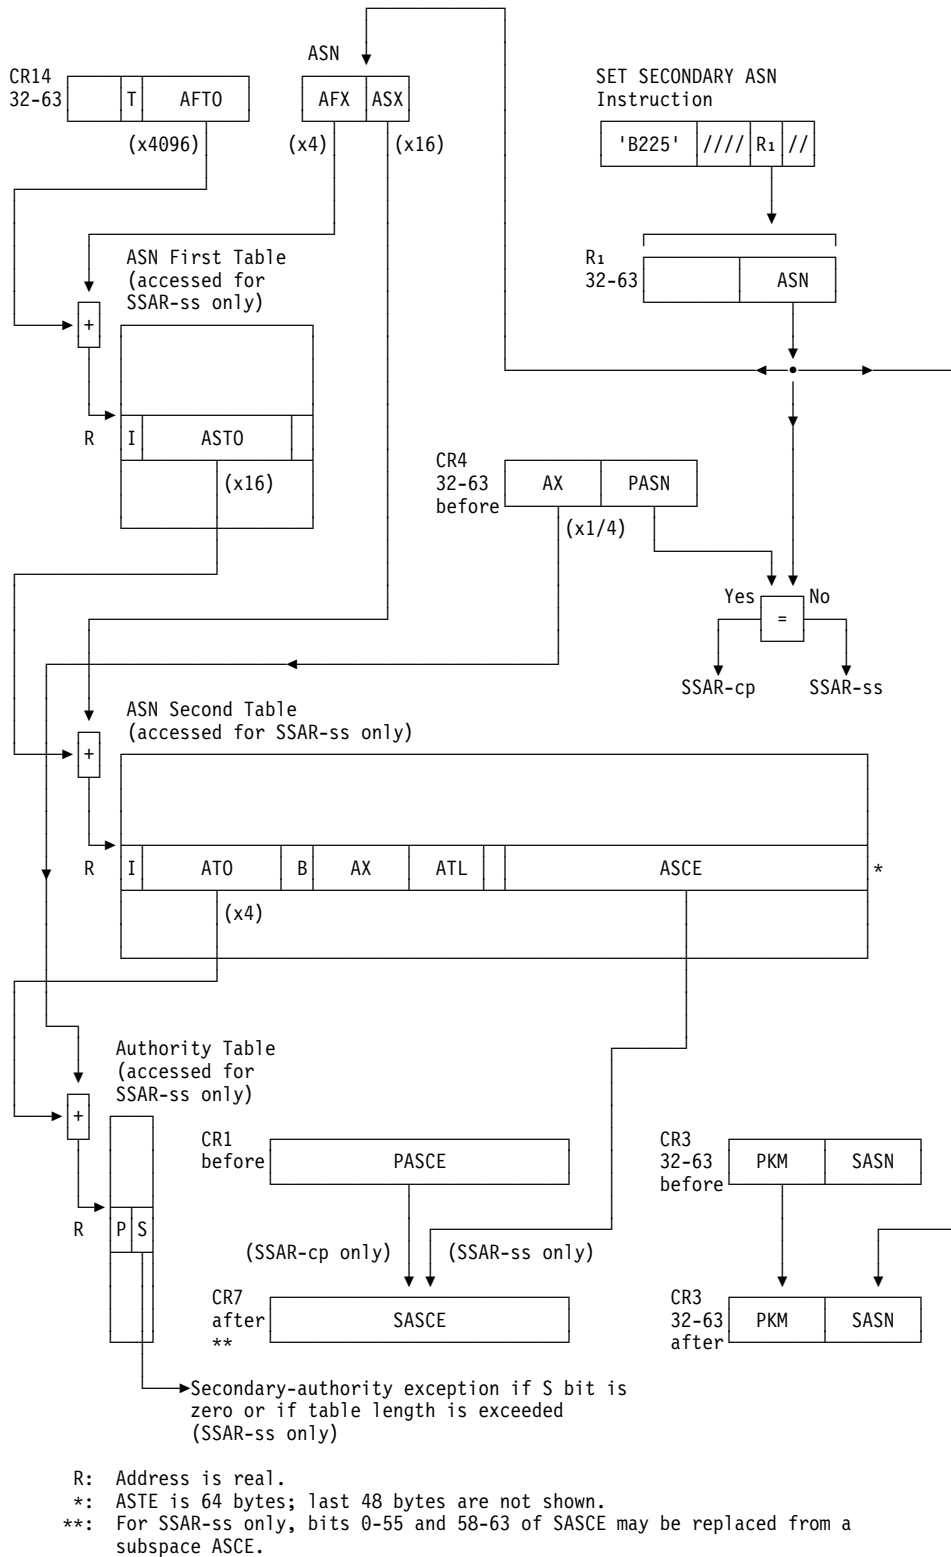 ASN
CR14
32-63
T
AFTO
AFX
ASX
SET SECONDARY ASN
Instruction
(x4096)
(x4)
(x16)
'B225'
////
R₁
//
ASN First Table
(accessed for
SSAR-ss only)
R₁
32-63
ASN
+
R
I
ASTO
(x16)
CR4
32-63
before
AX
PASN
(x1/4)
Yes
No
=
SSAR-cp
SSAR-ss
ASN Second Table
(accessed for SSAR-ss only)
+
R
I
ATO
B
AX
ATL
ASCE
*
(x4)
Authority Table
(accessed for
SSAR-ss only)
+
R
P
S
CR1
before
PASCE
CR3
32-63
before
PKM
SASN
(SSAR-cp only)
(SSAR-ss only)
CR7
after
**
SASCE
CR3
32-63
after
PKM
SASN
Secondary-authority exception if S bit is
zero or if table length is exceeded
(SSAR-ss only)
R: Address is real.
*: ASTE is 64 bytes; last 48 bytes are not shown.
**: For SSAR-ss only, bits 0-55 and 58-63 of SASCE may be replaced from a
subspace ASCE.